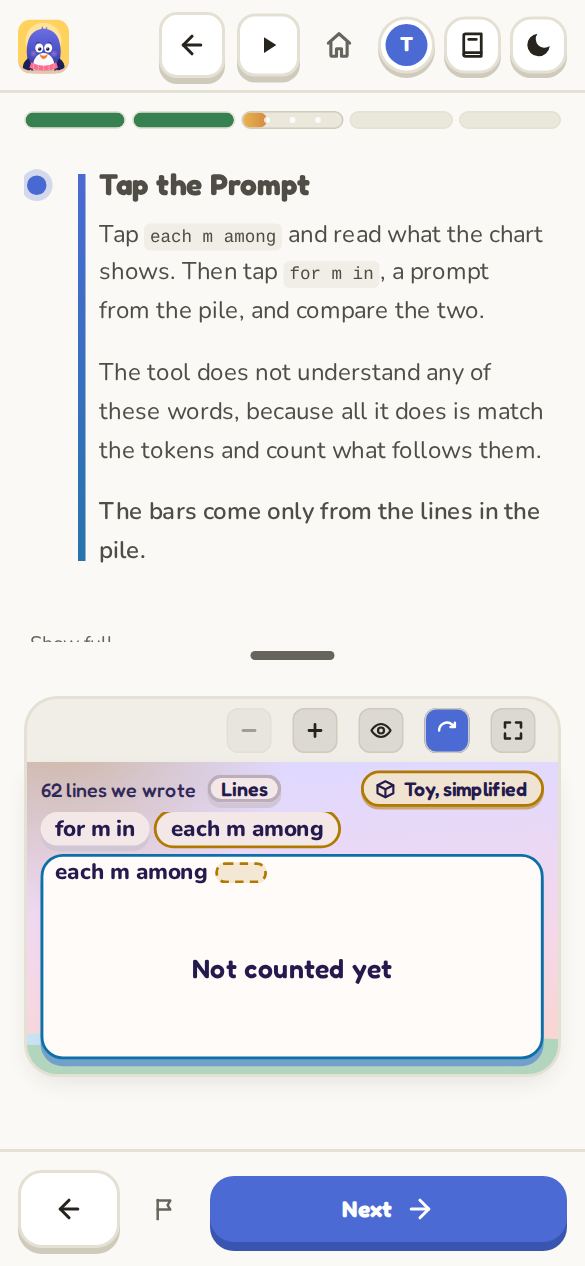 T
Tap the Prompt
Tap each m among and read what the chart
shows. Then tap for m in, a prompt
from the pile, and compare the two.
The tool does not understand any of
these words, because all it does is match
the tokens and count what follows them.
The bars come only from the lines in the
pile.
Show full
62 lines we wrote Lines Toy, simplified
for m in each m among
each m among
Not counted yet
Next